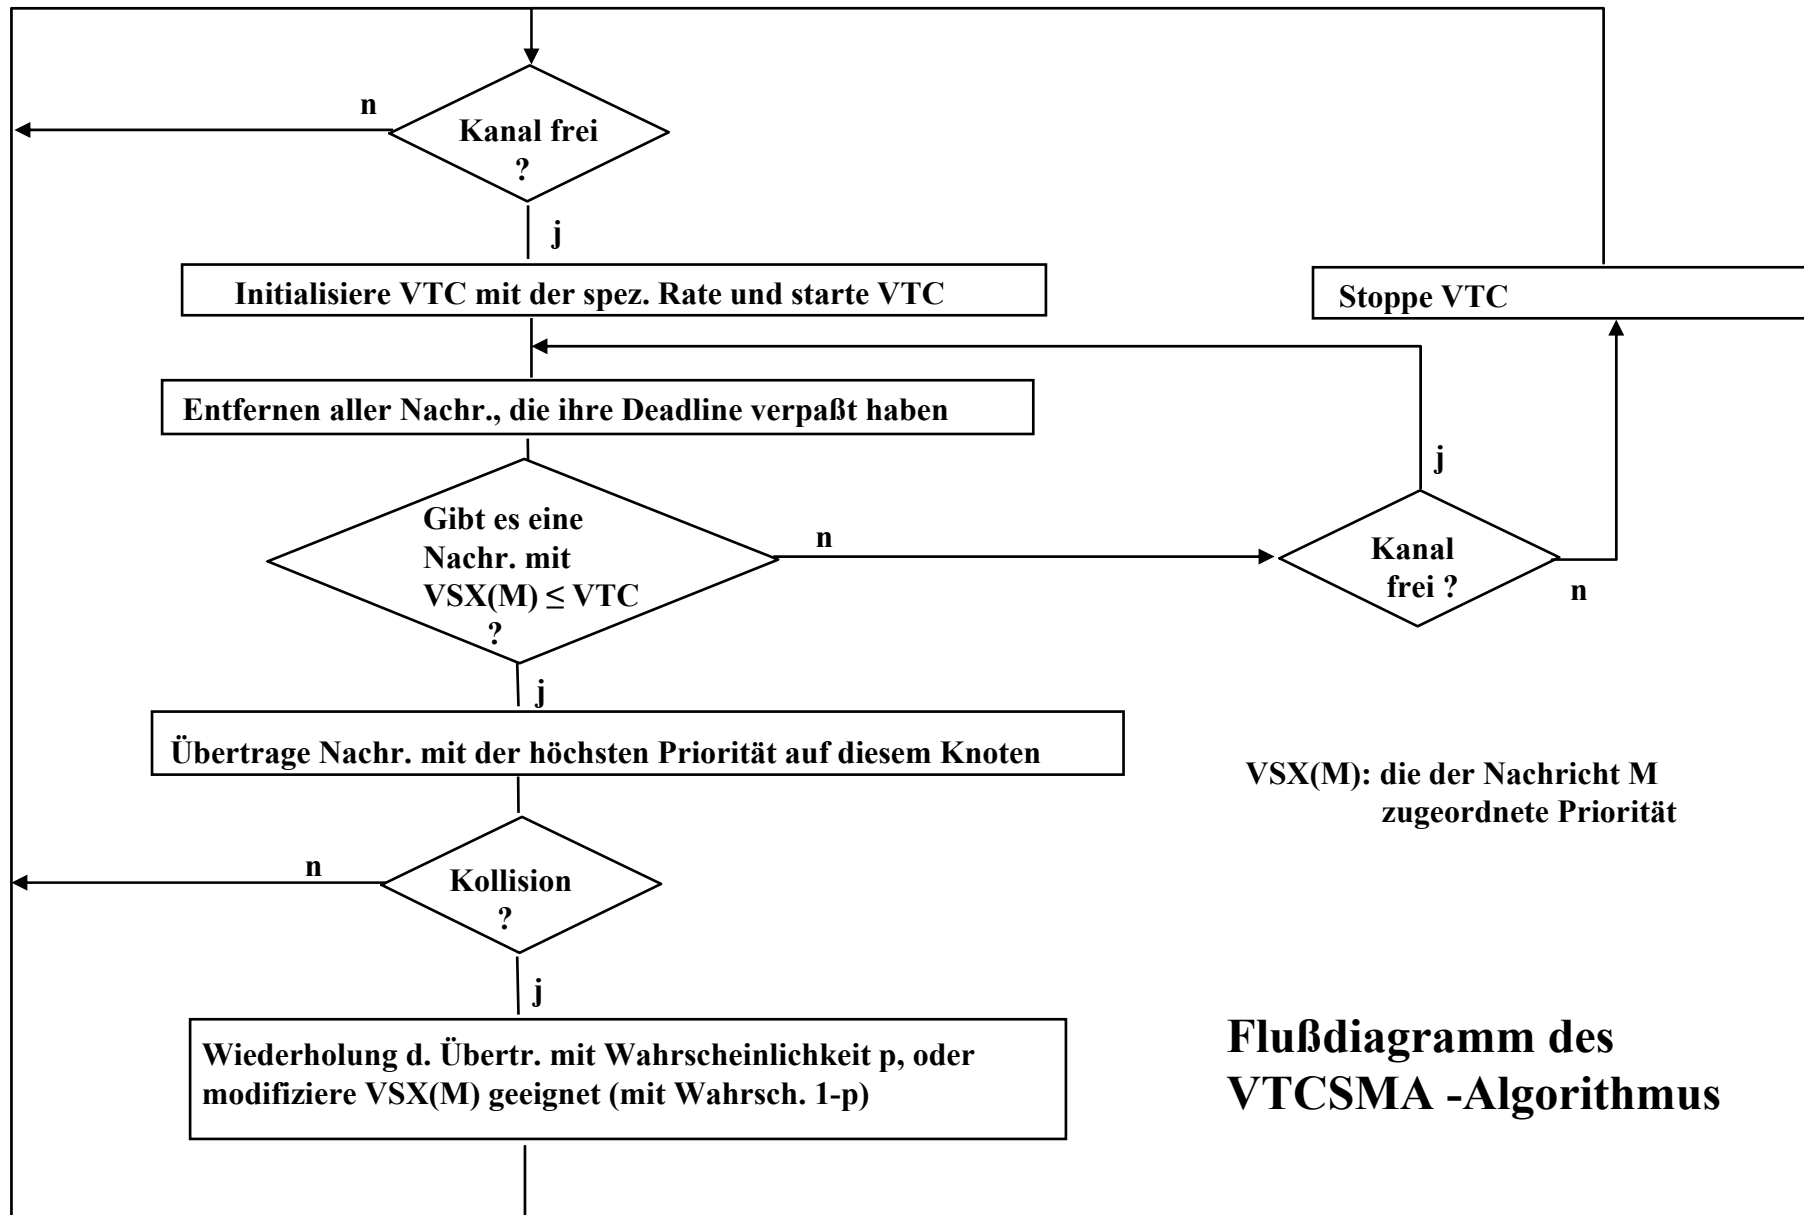 n
Kanal frei
?
j
Initialisiere VTC mit der spez. Rate und starte VTC
Stoppe VTC
Entfernen aller Nachr., die ihre Deadline verpaßt haben
j
Gibt es eine
Nachr. mit
VSX(M) ≤ VTC
?
n
Kanal
frei ?
n
j
Übertrage Nachr. mit der höchsten Priorität auf diesem Knoten
VSX(M): die der Nachricht M
zugeordnete Priorität
n
Kollision
?
j
Wiederholung d. Übertr. mit Wahrscheinlichkeit p, oder
modifiziere VSX(M) geeignet (mit Wahrsch. 1-p)
Flußdiagramm des
VTCSMA -Algorithmus